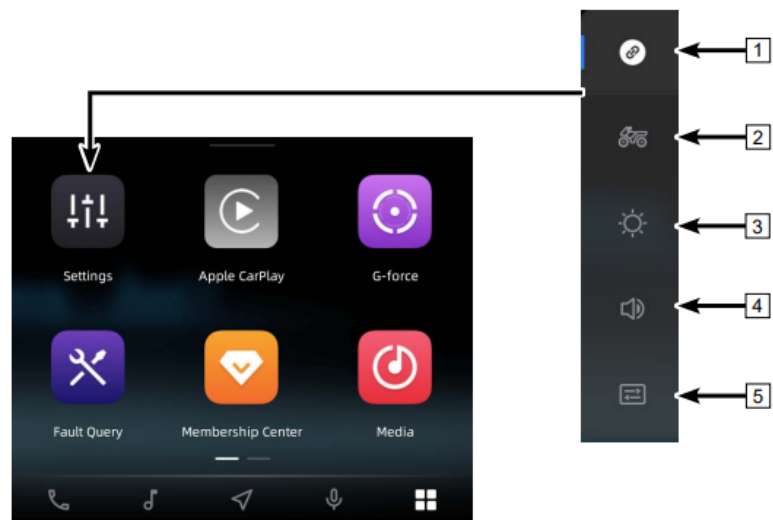 1
2
3
4
5
Settings
Apple CarPlay
G-force
Fault Query
Membership Center
Media